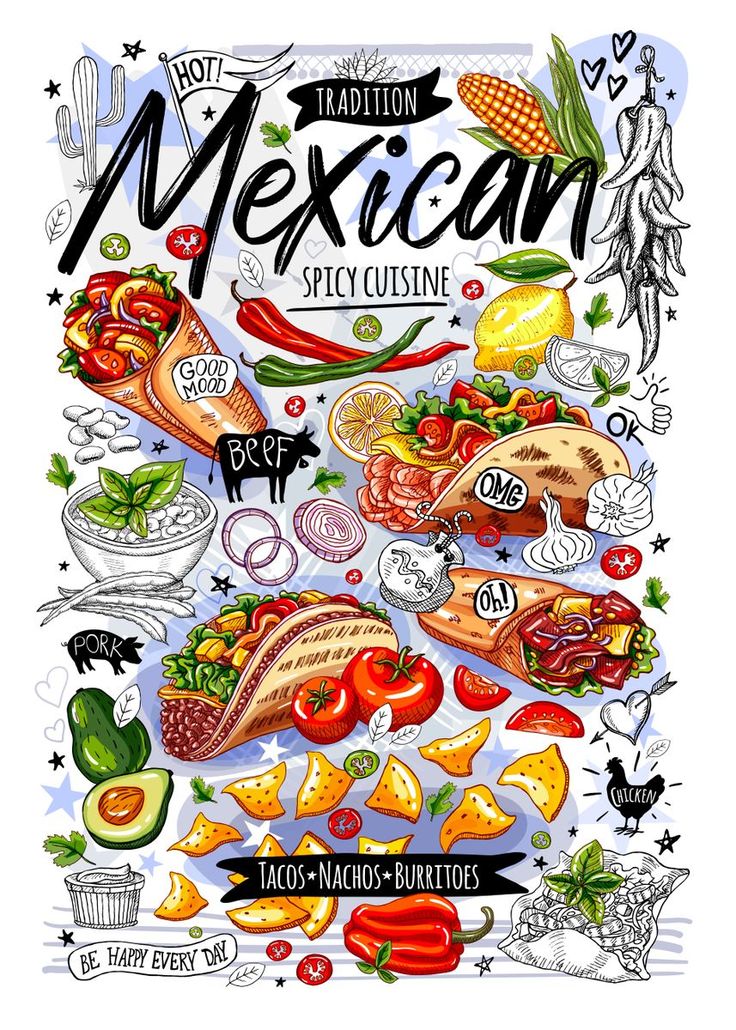 HOT!
TRADITION
Mexican
SPICY CUISINE
GOOD
MOOD
BEEF
OK
OMG
Oh!
PORK
CHICKEN
TACOS★NACHOS★BURRITOES
BE HAPPY EVERY DAY